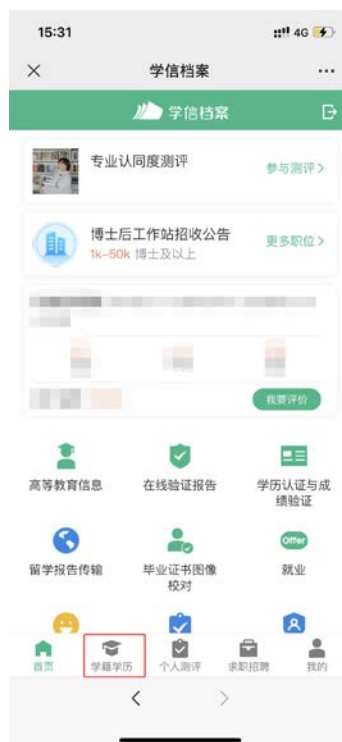 15:31
4G
学信档案
学信档案
专业认同度测评
参与测评>
博士后工作站招收公告
更多职位>
1k-50k 博士及以上
我要评价
高等教育信息
在线验证报告
学历认证与成
绩验证
Offer
留学报告传输
毕业证书图像
校对
就业
首页
学籍学历
个人测评
求职招聘
我的